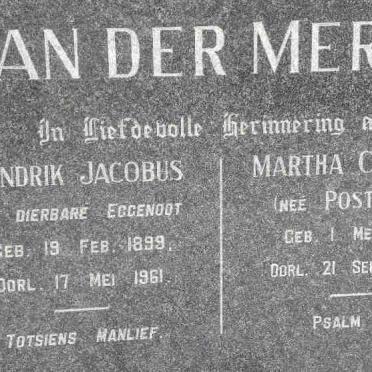 AN DER MER
In Liefdevolle Herinnering a
NDRIK JACOBUS
DIERBARE EGGENOOT
GEB. 19 FEB. 1899.
OORL. 17 MEI 1961.
TOTSIENS MANLIEF.
MARTHA C
(NEÉ POST
GEB. 1 ME
OORL. 21 SE
PSALM